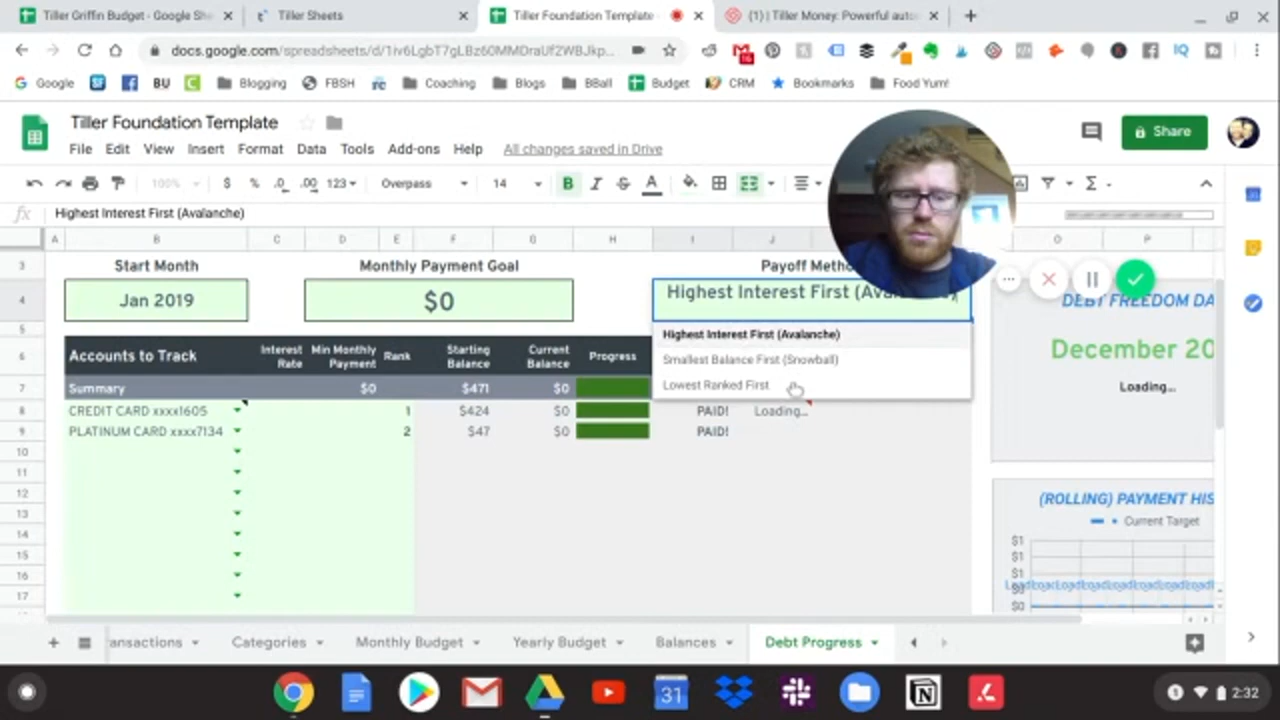 Tiller Griffin Budget - Google She
Tiller Sheets
Tiller Foundation Template -
(1) | Tiller Money: Powerful auto
docs.google.com/spreadsheets/d/1iv6LgbT7gLBz60MMDraUf2WBJkp...
16
IQ
Google
BU
Blogging
FBSH
Coaching
Blogs
BBall
Budget
CRM
Bookmarks
Food Yum!
Tiller Foundation Template
File Edit View Insert Format Data Tools Add-ons Help All changes saved in Drive
Share
100% $ % .0 .00 123 Overpass 14 B I S A
fx Highest Interest First (Avalanche)
A B C D E F G H I J O P
3 Start Month Monthly Payment Goal Payoff Metho
4 Jan 2019 $0 Highest Interest First (Ava
DEBT FREEDOM DA
5
Highest Interest First (Avalanche)
6 Accounts to Track Interest Rate Min Monthly Payment Rank Starting Balance Current Balance Progress
Smallest Balance First (Snowball)
December 20
7 Summary $0 $471 $0
Lowest Ranked First
Loading...
8 CREDIT CARD xxxx1605 1 $424 $0 PAID! Loading...
9 PLATINUM CARD xxxx7134 2 $47 $0 PAID!
10
11
12
(ROLLING) PAYMENT HIS
13
Current Target
14
$1
15
$1
16
$1
17
$0
ansactions Categories Monthly Budget Yearly Budget Balances Debt Progress
31
1 2:32